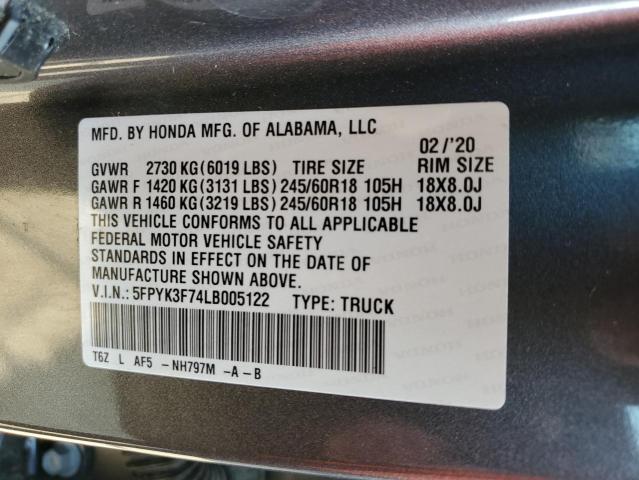 MFD. BY HONDA MFG. OF ALABAMA, LLC
02/'20
GVWR 2730 KG(6019 LBS) TIRE SIZE RIM SIZE
GAWR F 1420 KG(3131 LBS) 245/60R18 105H 18X8.0J
GAWR R 1460 KG(3219 LBS) 245/60R18 105H 18X8.0J
THIS VEHICLE CONFORMS TO ALL APPLICABLE
FEDERAL MOTOR VEHICLE SAFETY
STANDARDS IN EFFECT ON THE DATE OF
MANUFACTURE SHOWN ABOVE.
V.I.N.: 5FPYK3F74LB005122 TYPE: TRUCK
T6Z L AF5 -NH797M -A-B